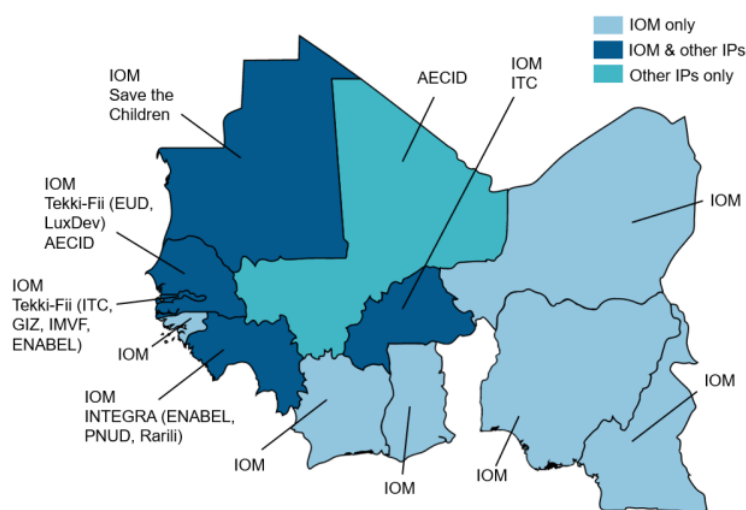 IOM only
IOM & other IPs
Other IPs only
IOM
Save the
Children
AECID
IOM
ITC
IOM
IOM
Tekki-Fii (EUD,
LuxDev)
AECID
IOM
Tekki-Fii (ITC,
GIZ, IMVF,
ENABEL)
IOM
IOM
INTEGRA (ENABEL,
PNUD, Rarili)
IOM
IOM
IOM
IOM